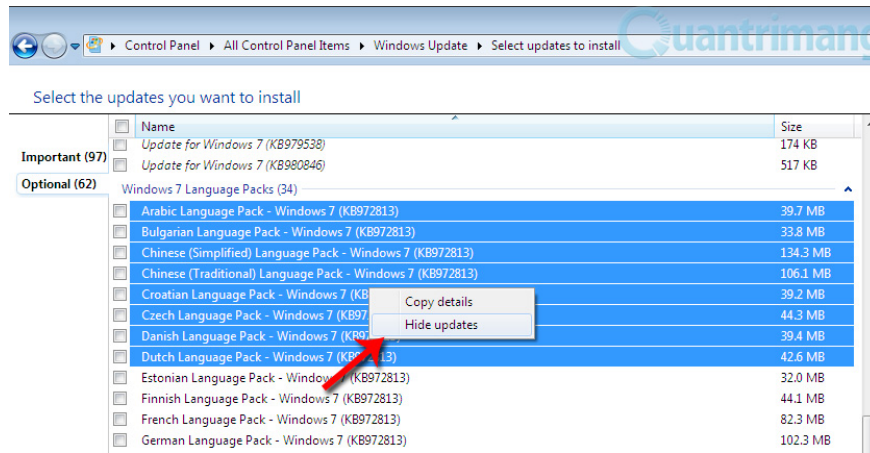 Quantrimang
Control Panel All Control Panel Items Windows Update Select updates to install
Select the updates you want to install
Name Size
Important (97)
Optional (62)
Update for Windows 7 (KB979538) 174 KB
Update for Windows 7 (KB980846) 517 KB
Windows 7 Language Packs (34)
Arabic Language Pack - Windows 7 (KB972813) 39.7 MB
Bulgarian Language Pack - Windows 7 (KB972813) 33.8 MB
Chinese (Simplified) Language Pack - Windows 7 (KB972813) 134.3 MB
Chinese (Traditional) Language Pack - Windows 7 (KB972813) 106.1 MB
Croatian Language Pack - Windows 7 (KB 39.2 MB
Czech Language Pack - Windows 7 (KB97 44.3 MB
Danish Language Pack - Windows 7 (KB97 39.4 MB
Dutch Language Pack - Windows 7 (KB97 13) 42.6 MB
Copy details
Hide updates
Estonian Language Pack - Windows 7 (KB972813) 32.0 MB
Finnish Language Pack - Windows 7 (KB972813) 44.1 MB
French Language Pack - Windows 7 (KB972813) 82.3 MB
German Language Pack - Windows 7 (KB972813) 102.3 MB